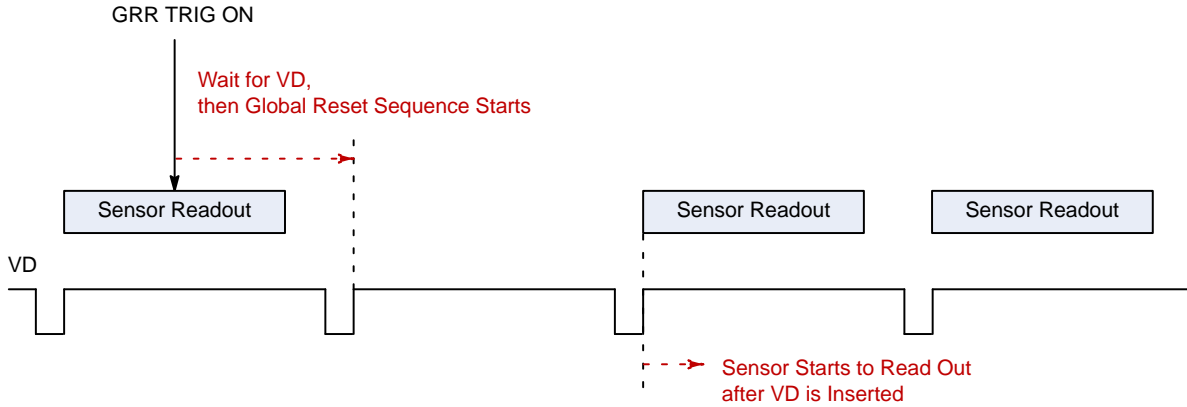 GRR TRIG ON
Wait for VD,
then Global Reset Sequence Starts
Sensor Readout
Sensor Readout
Sensor Readout
VD
Sensor Starts to Read Out
after VD is Inserted